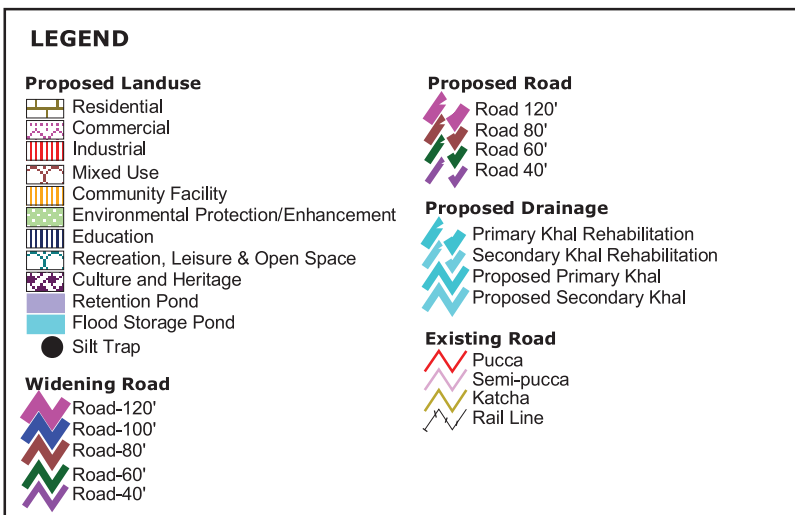 LEGEND
Proposed Landuse
Residential
Commercial
Industrial
Mixed Use
Community Facility
Environmental Protection/Enhancement
Education
Recreation, Leisure & Open Space
Culture and Heritage
Retention Pond
Flood Storage Pond
Silt Trap
Widening Road
Road-120'
Road-100'
Road-80'
Road-60'
Road-40'
Proposed Road
Road 120'
Road 80'
Road 60'
Road 40'
Proposed Drainage
Primary Khal Rehabilitation
Secondary Khal Rehabilitation
Proposed Primary Khal
Proposed Secondary Khal
Existing Road
Pucca
Semi-pucca
Katcha
Rail Line